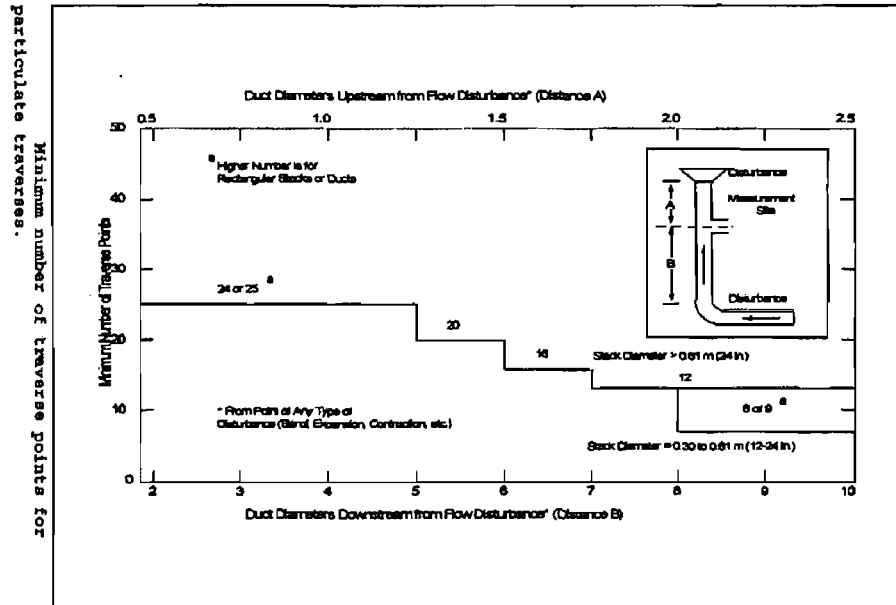 Minimum number of traverse points for
particulate traverses.
Duct Diameters Upstream from Flow Disturbance* (Distance A)
0.5 1.0 1.5 2.0 2.5
50
40
30
20
10
0
Minimum Number of Traverse Points
a Higher Number is for
Rectangular Stacks or Ducts
24 or 25 a
20
16
Stack Diameter > 0.61 m (24 in.)
12
8 or 9 a
Stack Diameter = 0.30 to 0.61 m (12-24 in.)
* From Point of Any Type of
Disturbance (Bend, Expansion, Contraction, etc.)
Disturbance
A
Measurement
Site
B
Disturbance
2 3 4 5 6 7 8 9 10
Duct Diameters Downstream from Flow Disturbance* (Distance B)